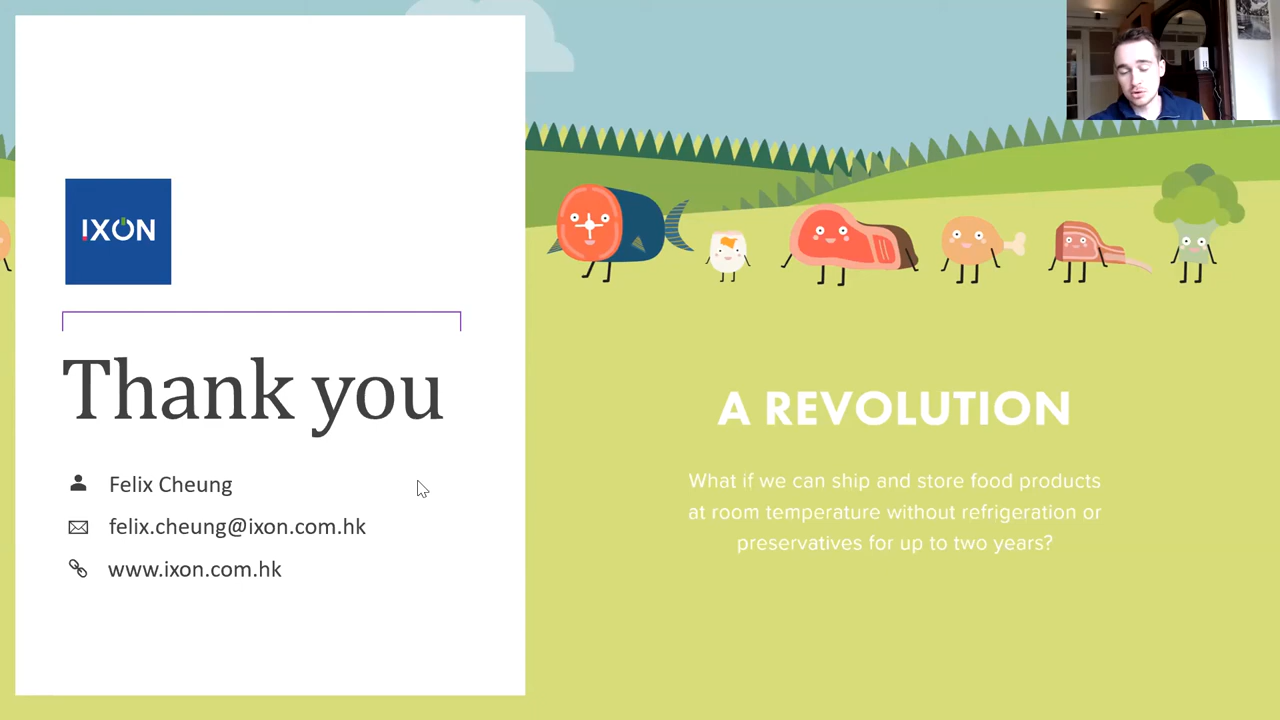 IXON
Thank you
Felix Cheung
felix.cheung@ixon.com.hk
www.ixon.com.hk
A REVOLUTION
What if we can ship and store food products
at room temperature without refrigeration or
preservatives for up to two years?